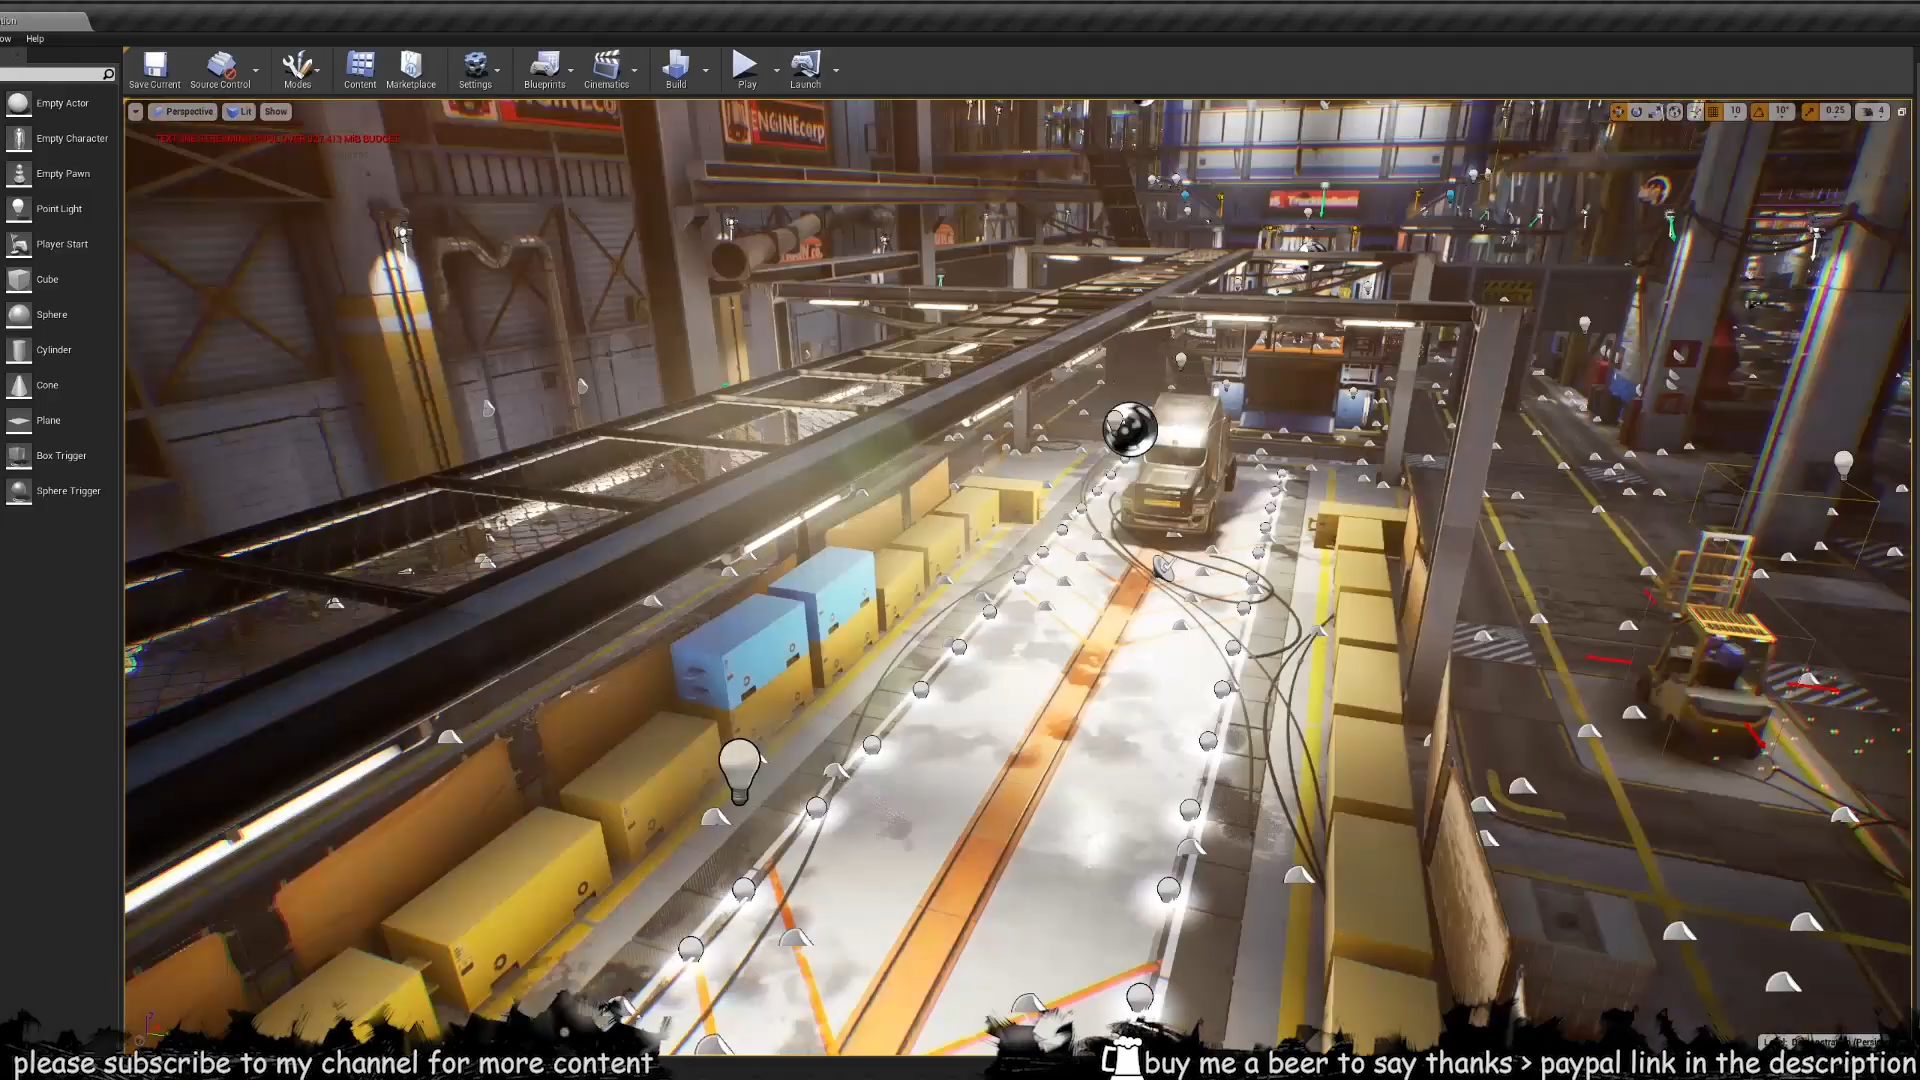 tion
ow Help
Save Current Source Control Modes Content Marketplace Settings Blueprints Cinematics Build Play Launch
Perspective Lit Show
10 10° 0.25 4
Empty Actor
Empty Character
Empty Pawn
Point Light
Player Start
Cube
Sphere
Cylinder
Cone
Plane
Box Trigger
Sphere Trigger
ENGINEcorp
please subscribe to my channel for more content
buy me a beer to say thanks > paypal link in the description